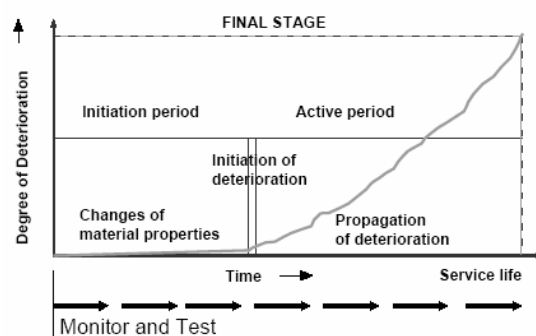 FINAL STAGE
Degree of Deterioration
Initiation period
Active period
Initiation of
deterioration
Changes of
material properties
Propagation
of deterioration
Time
Service life
Monitor and Test